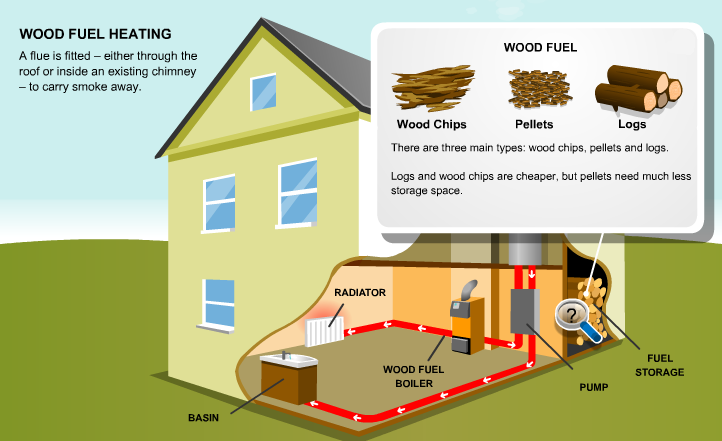 WOOD FUEL HEATING
A flue is fitted – either through the
roof or inside an existing chimney
– to carry smoke away.
WOOD FUEL
Wood Chips
Pellets
Logs
There are three main types: wood chips, pellets and logs.
Logs and wood chips are cheaper, but pellets need much less
storage space.
RADIATOR
WOOD FUEL
BOILER
?
FUEL
STORAGE
PUMP
BASIN